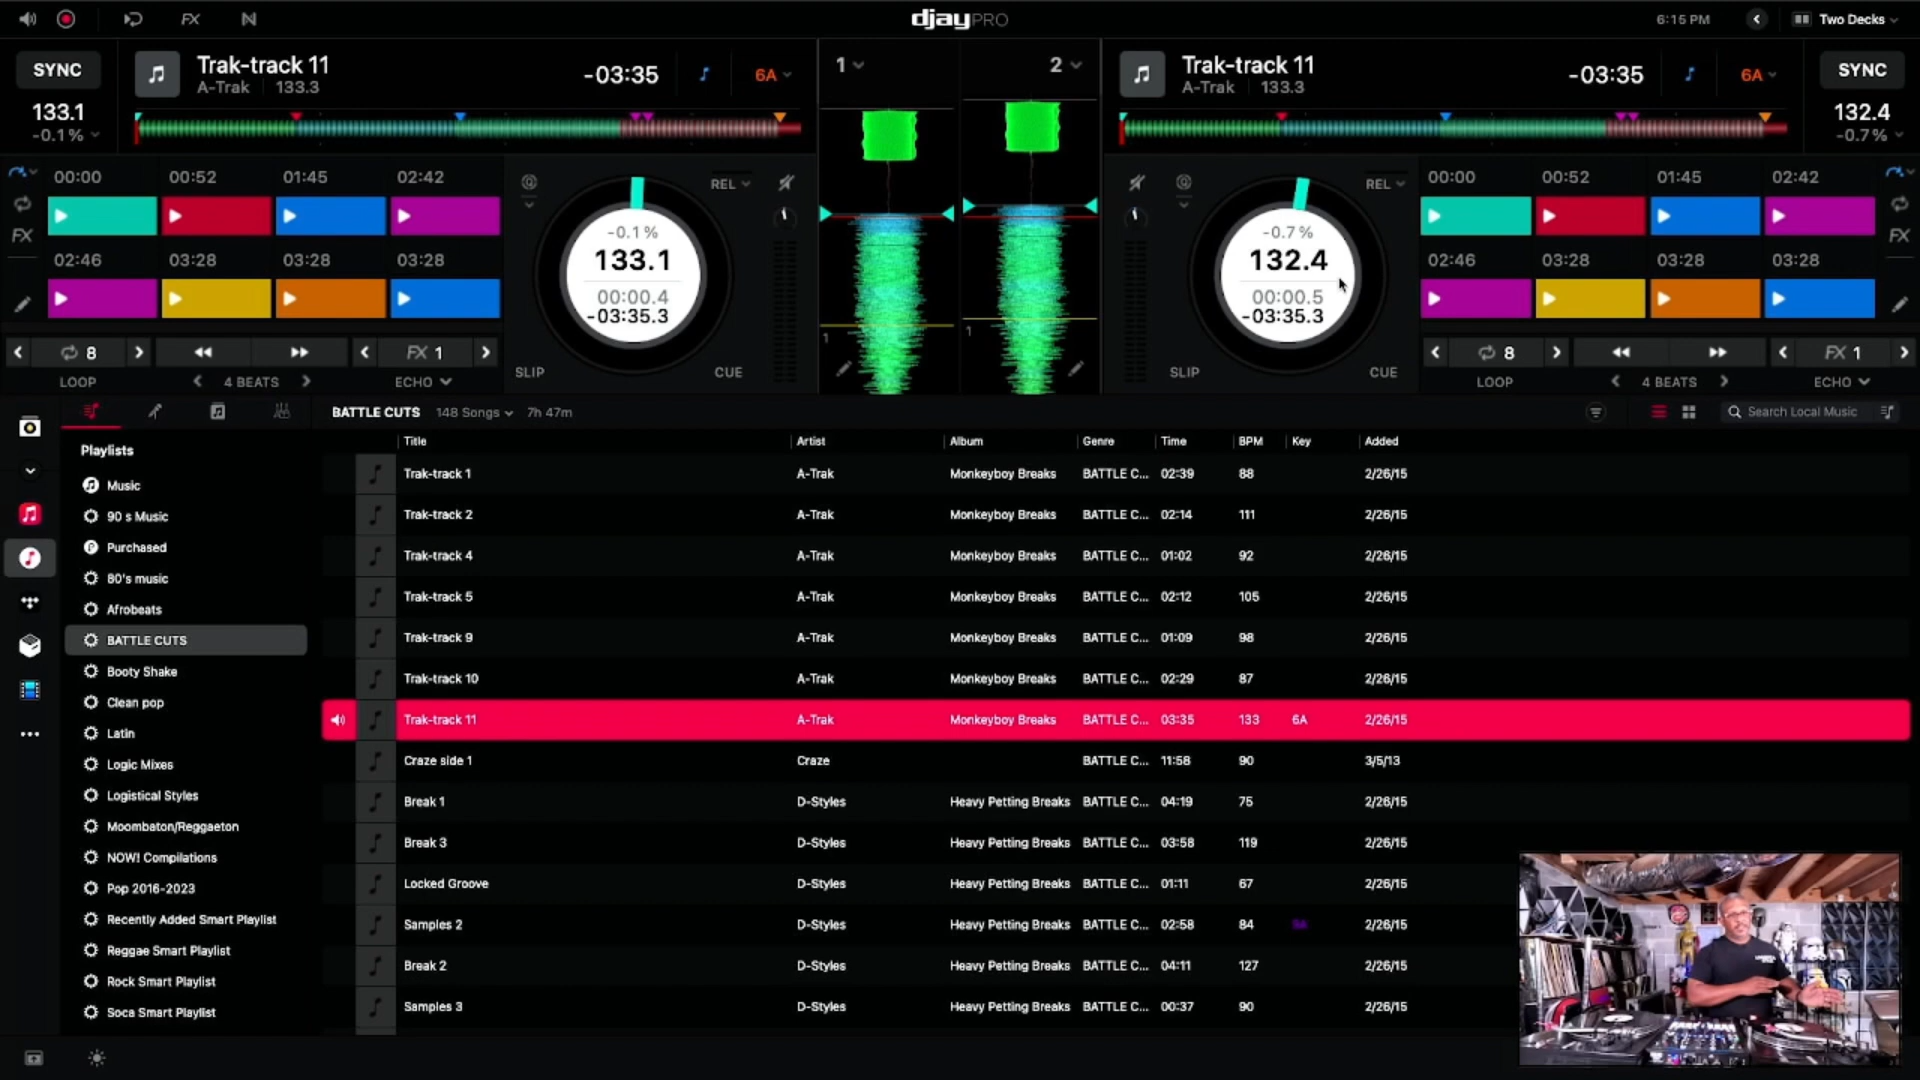 FX
djayPRO
6:15 PM
Two Decks
SYNC
133.1
-0.1%
Trak-track 11
A-Trak
133.3
-03:35
6A
1
2
Trak-track 11
A-Trak
133.3
-03:35
6A
SYNC
132.4
-0.7%
00:00 00:52 01:45 02:42
02:46 03:28 03:28 03:28
FX
REL
-0.1%
133.1
00:00.4
-03:35.3
SLIP
CUE
8
LOOP
4 BEATS
FX 1
ECHO
1
1
REL
-0.7%
132.4
00:00.5
-03:35.3
SLIP
CUE
00:00 00:52 01:45 02:42
02:46 03:28 03:28 03:28
FX
8
LOOP
4 BEATS
FX 1
ECHO
BATTLE CUTS 148 Songs 7h 47m
Search Local Music
Playlists
Music
90 s Music
Purchased
80's music
Afrobeats
BATTLE CUTS
Booty Shake
Clean pop
Latin
Logic Mixes
Logistical Styles
Moombaton/Reggaeton
NOW! Compilations
Pop 2016-2023
Recently Added Smart Playlist
Reggae Smart Playlist
Rock Smart Playlist
Soca Smart Playlist
Title Artist Album Genre Time BPM Key Added
Trak-track 1 A-Trak Monkeyboy Breaks BATTLE C... 02:39 88 2/26/15
Trak-track 2 A-Trak Monkeyboy Breaks BATTLE C... 02:14 111 2/26/15
Trak-track 4 A-Trak Monkeyboy Breaks BATTLE C... 01:02 92 2/26/15
Trak-track 5 A-Trak Monkeyboy Breaks BATTLE C... 02:12 105 2/26/15
Trak-track 9 A-Trak Monkeyboy Breaks BATTLE C... 01:09 98 2/26/15
Trak-track 10 A-Trak Monkeyboy Breaks BATTLE C... 02:29 87 2/26/15
Trak-track 11 A-Trak Monkeyboy Breaks BATTLE C... 03:35 133 6A 2/26/15
Craze side 1 Craze BATTLE C... 11:58 90 3/5/13
Break 1 D-Styles Heavy Petting Breaks BATTLE C... 04:19 75 2/26/15
Break 3 D-Styles Heavy Petting Breaks BATTLE C... 03:58 119 2/26/15
Locked Groove D-Styles Heavy Petting Breaks BATTLE C... 01:11 67 2/26/15
Samples 2 D-Styles Heavy Petting Breaks BATTLE C... 02:58 84 2/26/15
Break 2 D-Styles Heavy Petting Breaks BATTLE C... 04:11 127 2/26/15
Samples 3 D-Styles Heavy Petting Breaks BATTLE C... 00:37 90 2/26/15